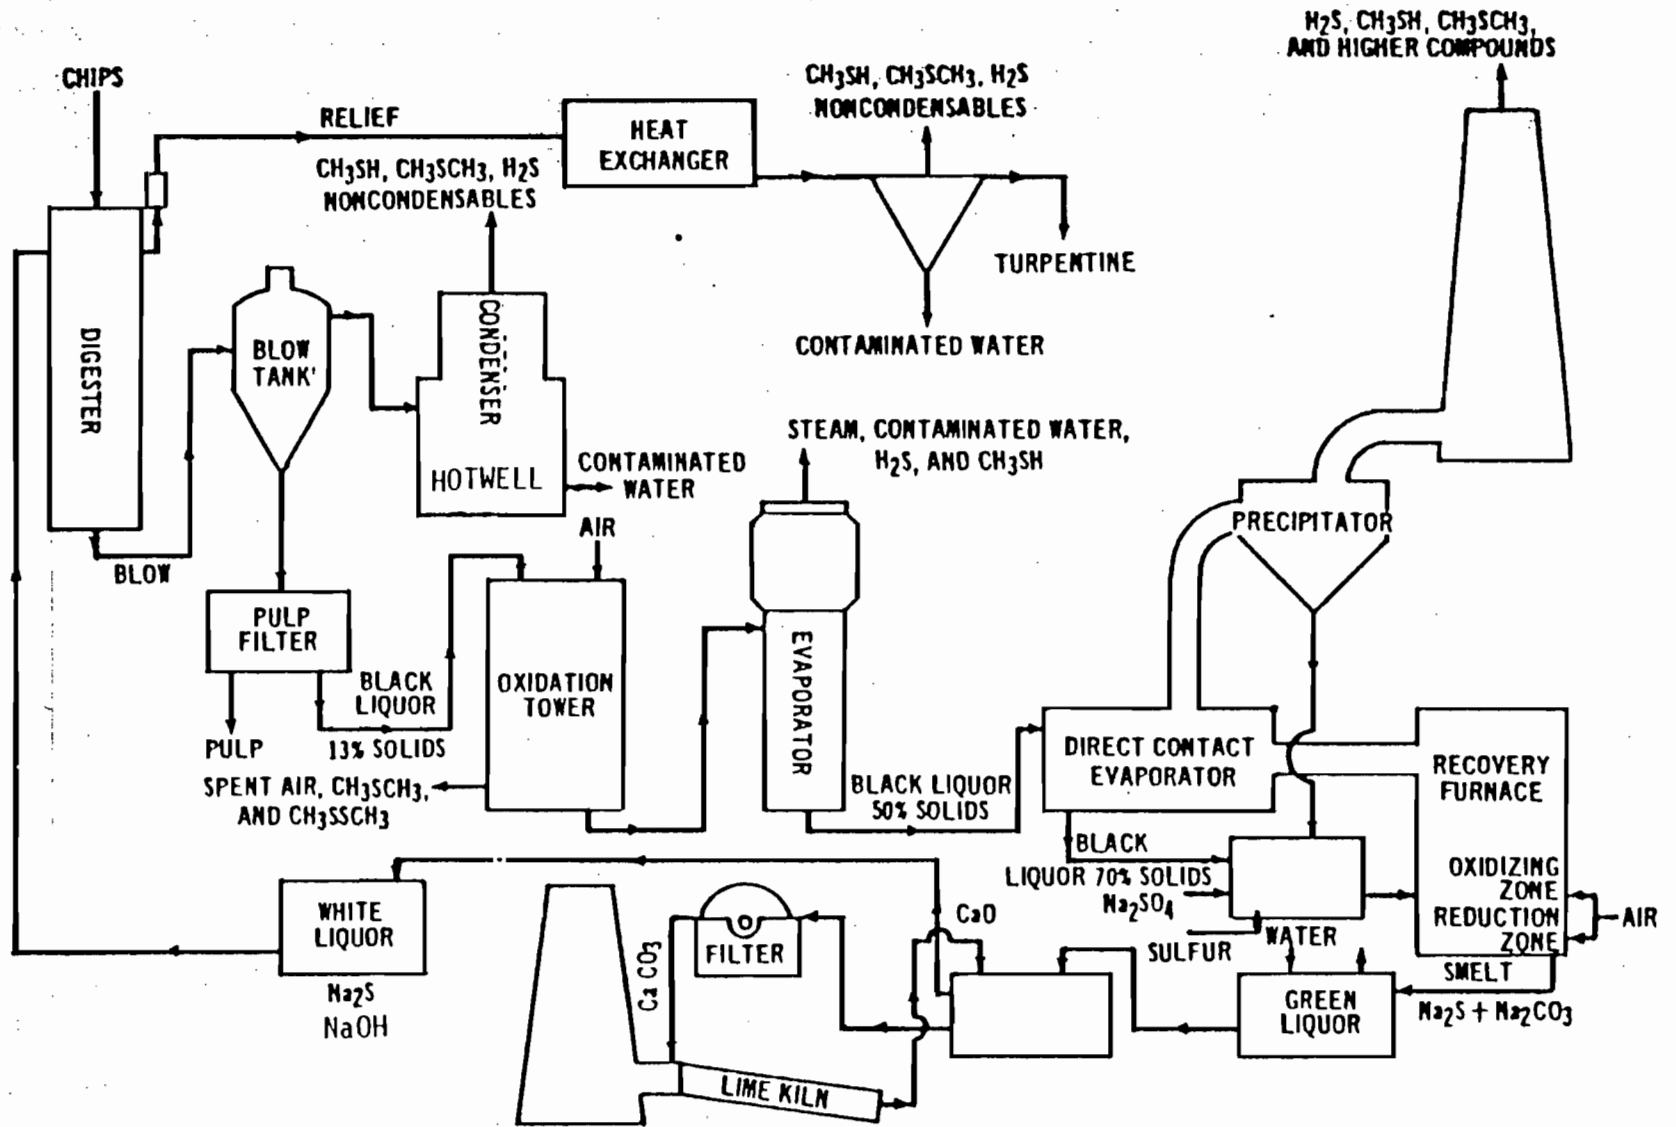 H2S, CH3SH, CH3SCH3,
AND HIGHER COMPOUNDS
CHIPS
RELIEF
HEAT
EXCHANGER
CH3SH, CH3SCH3, H2S
NONCONDENSABLES
CH3SH, CH3SCH3, H2S
NONCONDENSABLES
TURPENTINE
CONTAMINATED WATER
DIGESTER
BLOW
TANK
CONDENSER
HOTWELL
CONTAMINATED
WATER
STEAM, CONTAMINATED WATER,
H2S, AND CH3SH
PRECIPITATOR
BLOW
AIR
PULP
FILTER
BLACK
LIQUOR
13% SOLIDS
PULP
OXIDATION
TOWER
SPENT AIR, CH3SCH3,
AND CH3SSCH3
EVAPORATOR
BLACK LIQUOR
50% SOLIDS
DIRECT CONTACT
EVAPORATOR
RECOVERY
FURNACE
OXIDIZING
ZONE
REDUCTION
ZONE
AIR
BLACK
LIQUOR 70% SOLIDS
Na2SO4
SULFUR
WATER
SMELT
Na2S + Na2CO3
GREEN
LIQUOR
CaO
FILTER
CaCO3
LIME KILN
WHITE
LIQUOR
Na2S
NaOH